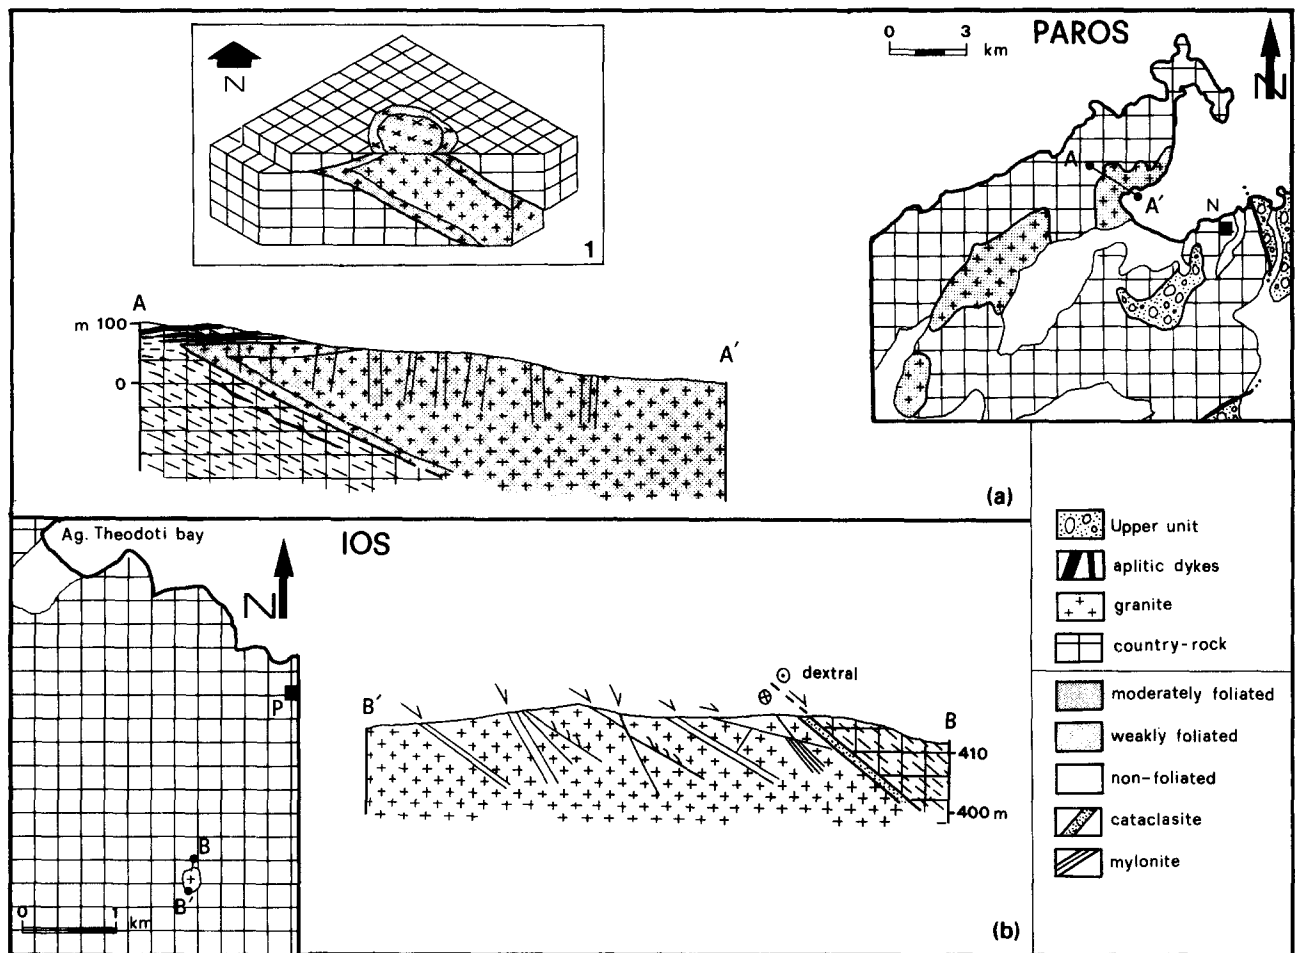 N
1
0 3
km
PAROS
N
A
A'
N
A
m 100
0
A'
(a)
Ag. Theodoti bay
IOS
N
P
B
B'
0 1
km
B'
dextral
B
410
400 m
(b)
Upper unit
aplitic dykes
granite
country-rock
moderately foliated
weakly foliated
non-foliated
cataclasite
mylonite